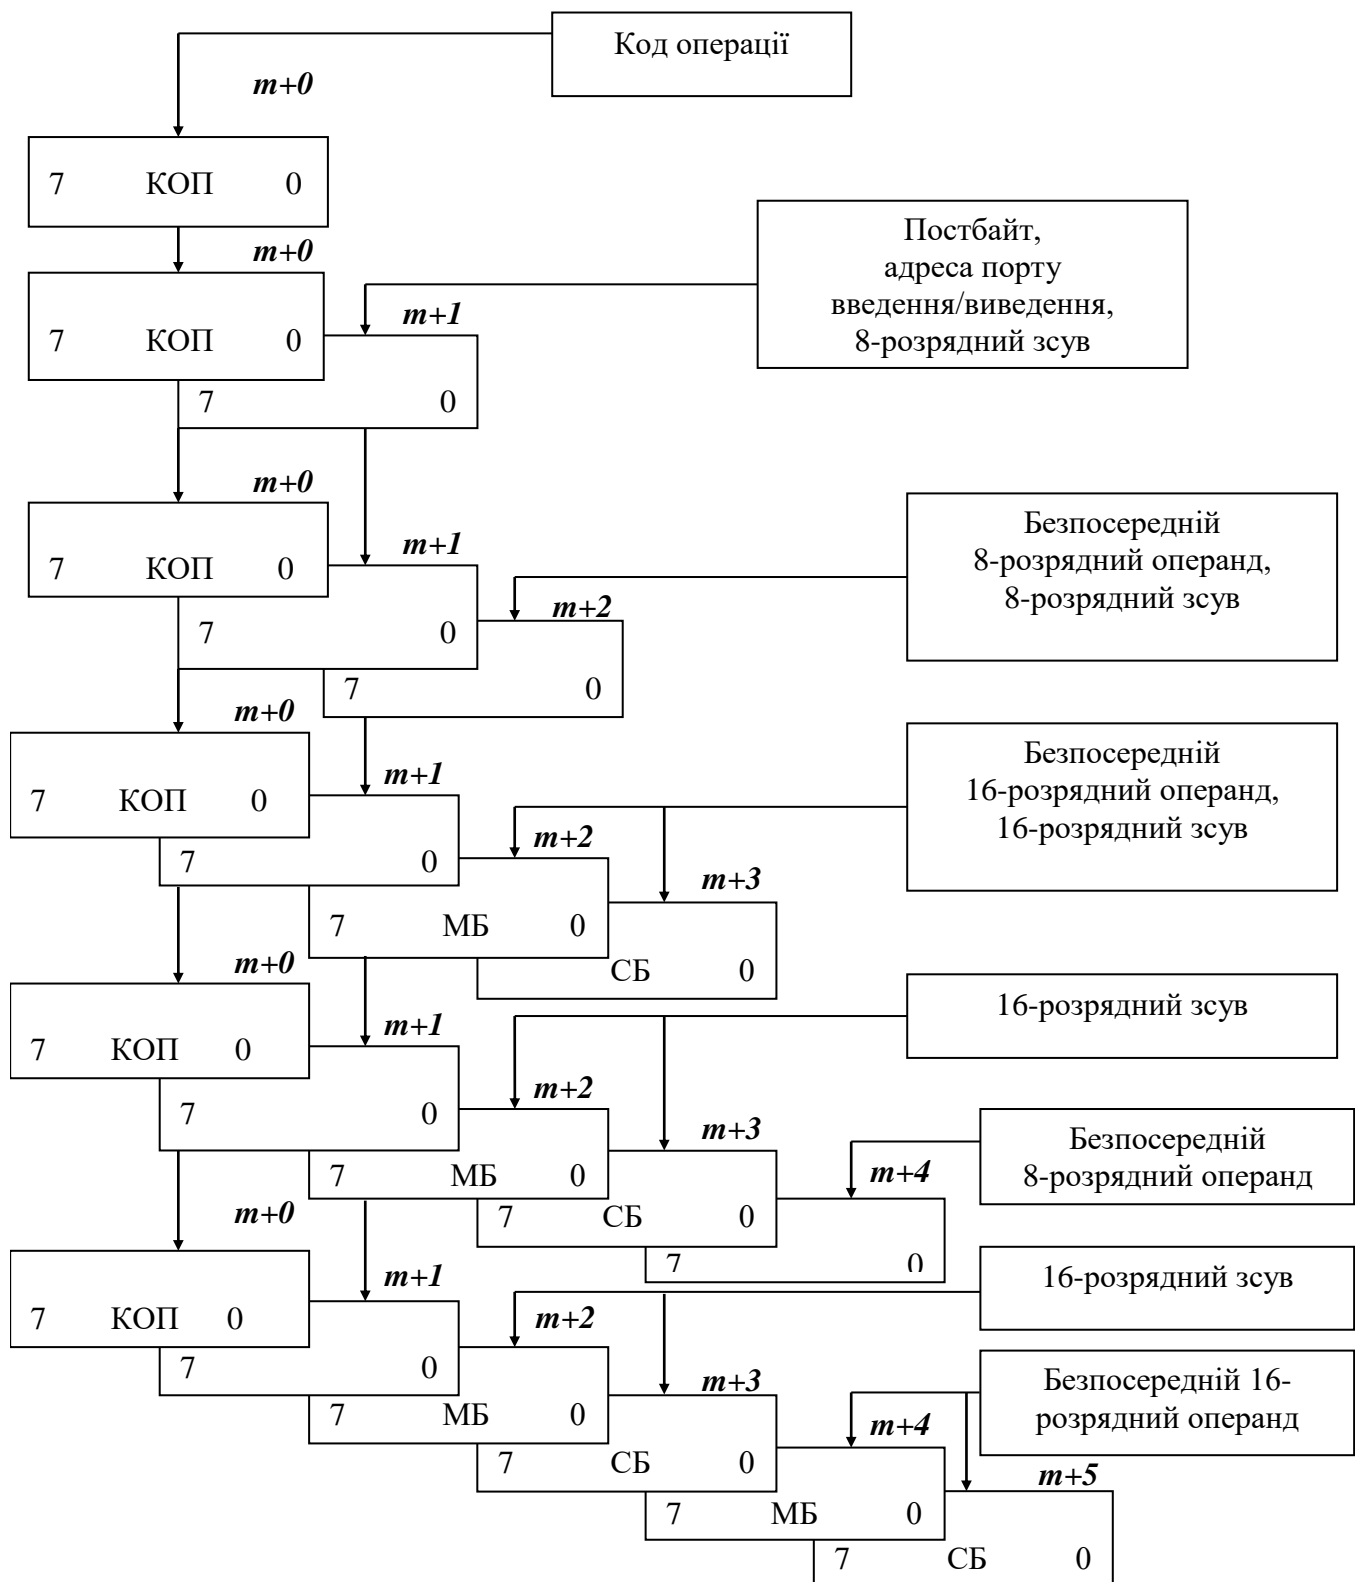 Код операції
m+0
7 КОП 0
m+0
Постбайт,
адреса порту
введення/виведення,
8-розрядний зсув
m+1
7 КОП 0
7 0
m+0
Безпосередній
8-розрядний операнд,
8-розрядний зсув
m+1
7 КОП 0
m+2
7 0
7 0
m+0
Безпосередній
16-розрядний операнд,
16-розрядний зсув
m+1
7 КОП 0
m+2
7 0
m+3
7 МБ 0
СБ 0
m+0
16-розрядний зсув
m+1
7 КОП 0
m+2
7 0
m+3
Безпосередній
8-розрядний операнд
m+4
7 МБ 0
7 СБ 0
7 0
m+0
16-розрядний зсув
m+1
7 КОП 0
m+2
7 0
m+3
Безпосередній 16-
розрядний операнд
7 МБ 0
m+4
7 СБ 0
m+5
7 МБ 0
7 СБ 0